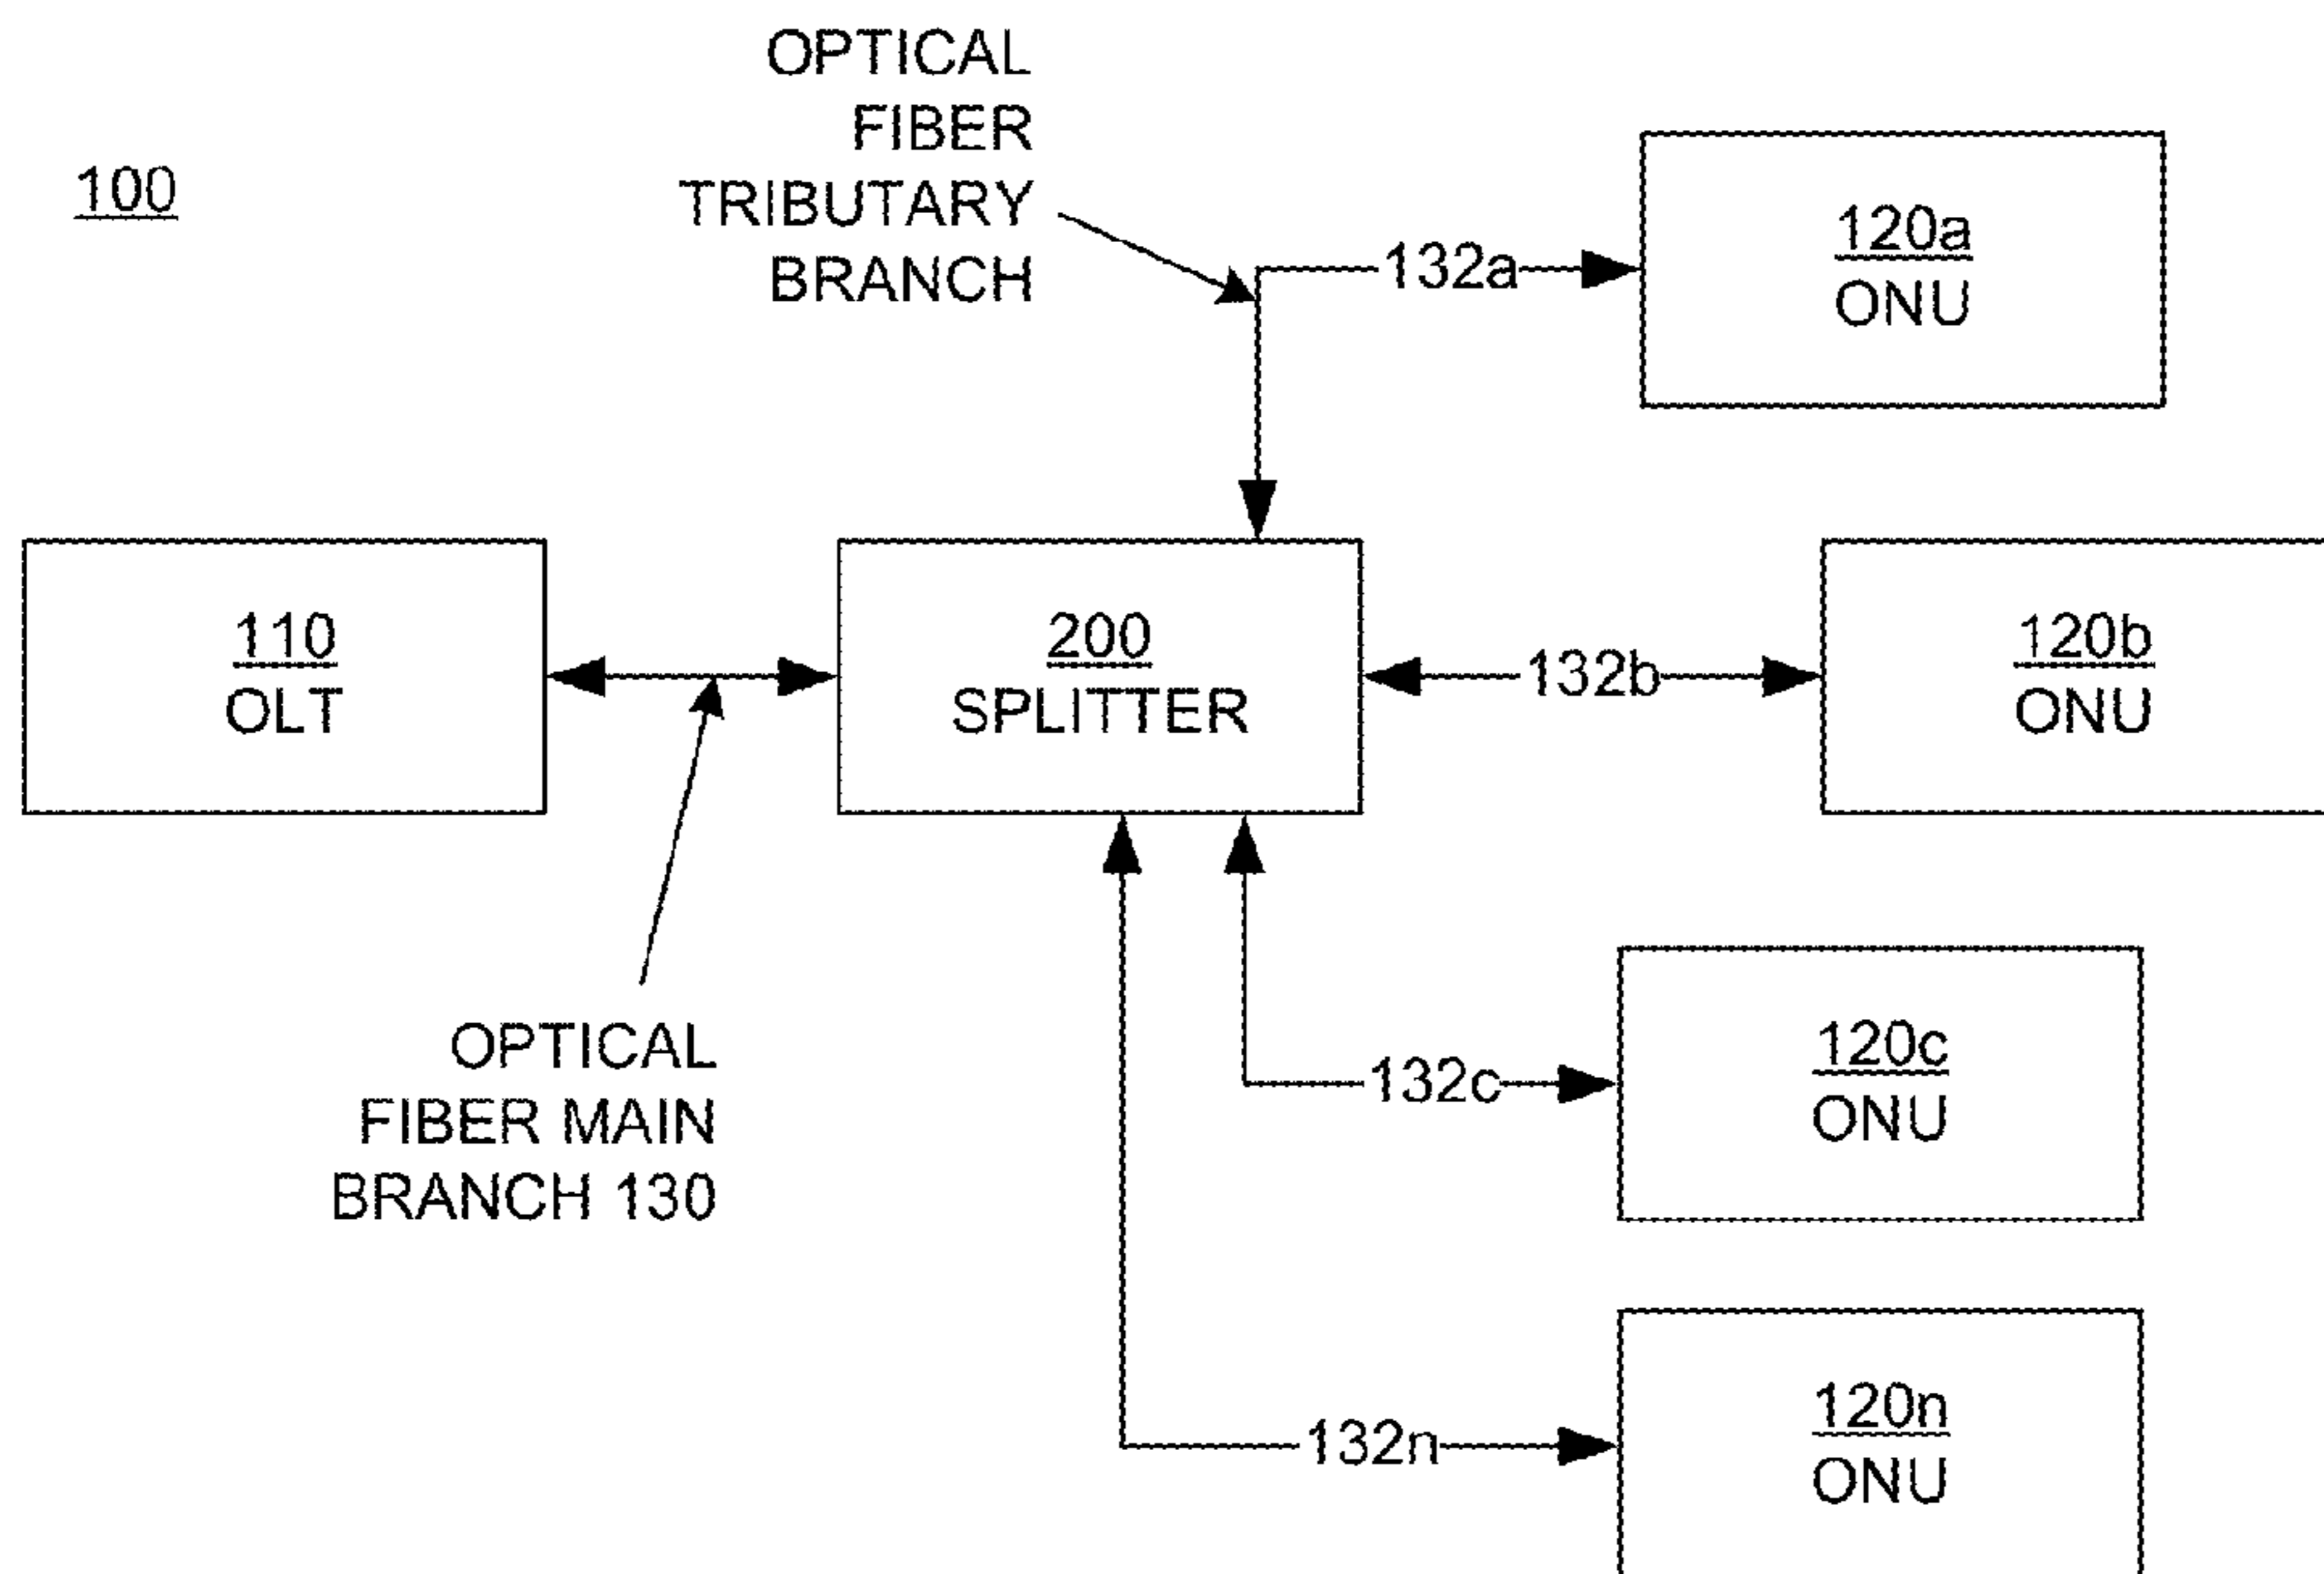 OPTICAL
FIBER
TRIBUTARY
BRANCH
100
132a
120a
ONU
110
OLT
200
SPLITTER
132b
120b
ONU
OPTICAL
FIBER MAIN
BRANCH 130
132c
120c
ONU
132n
120n
ONU